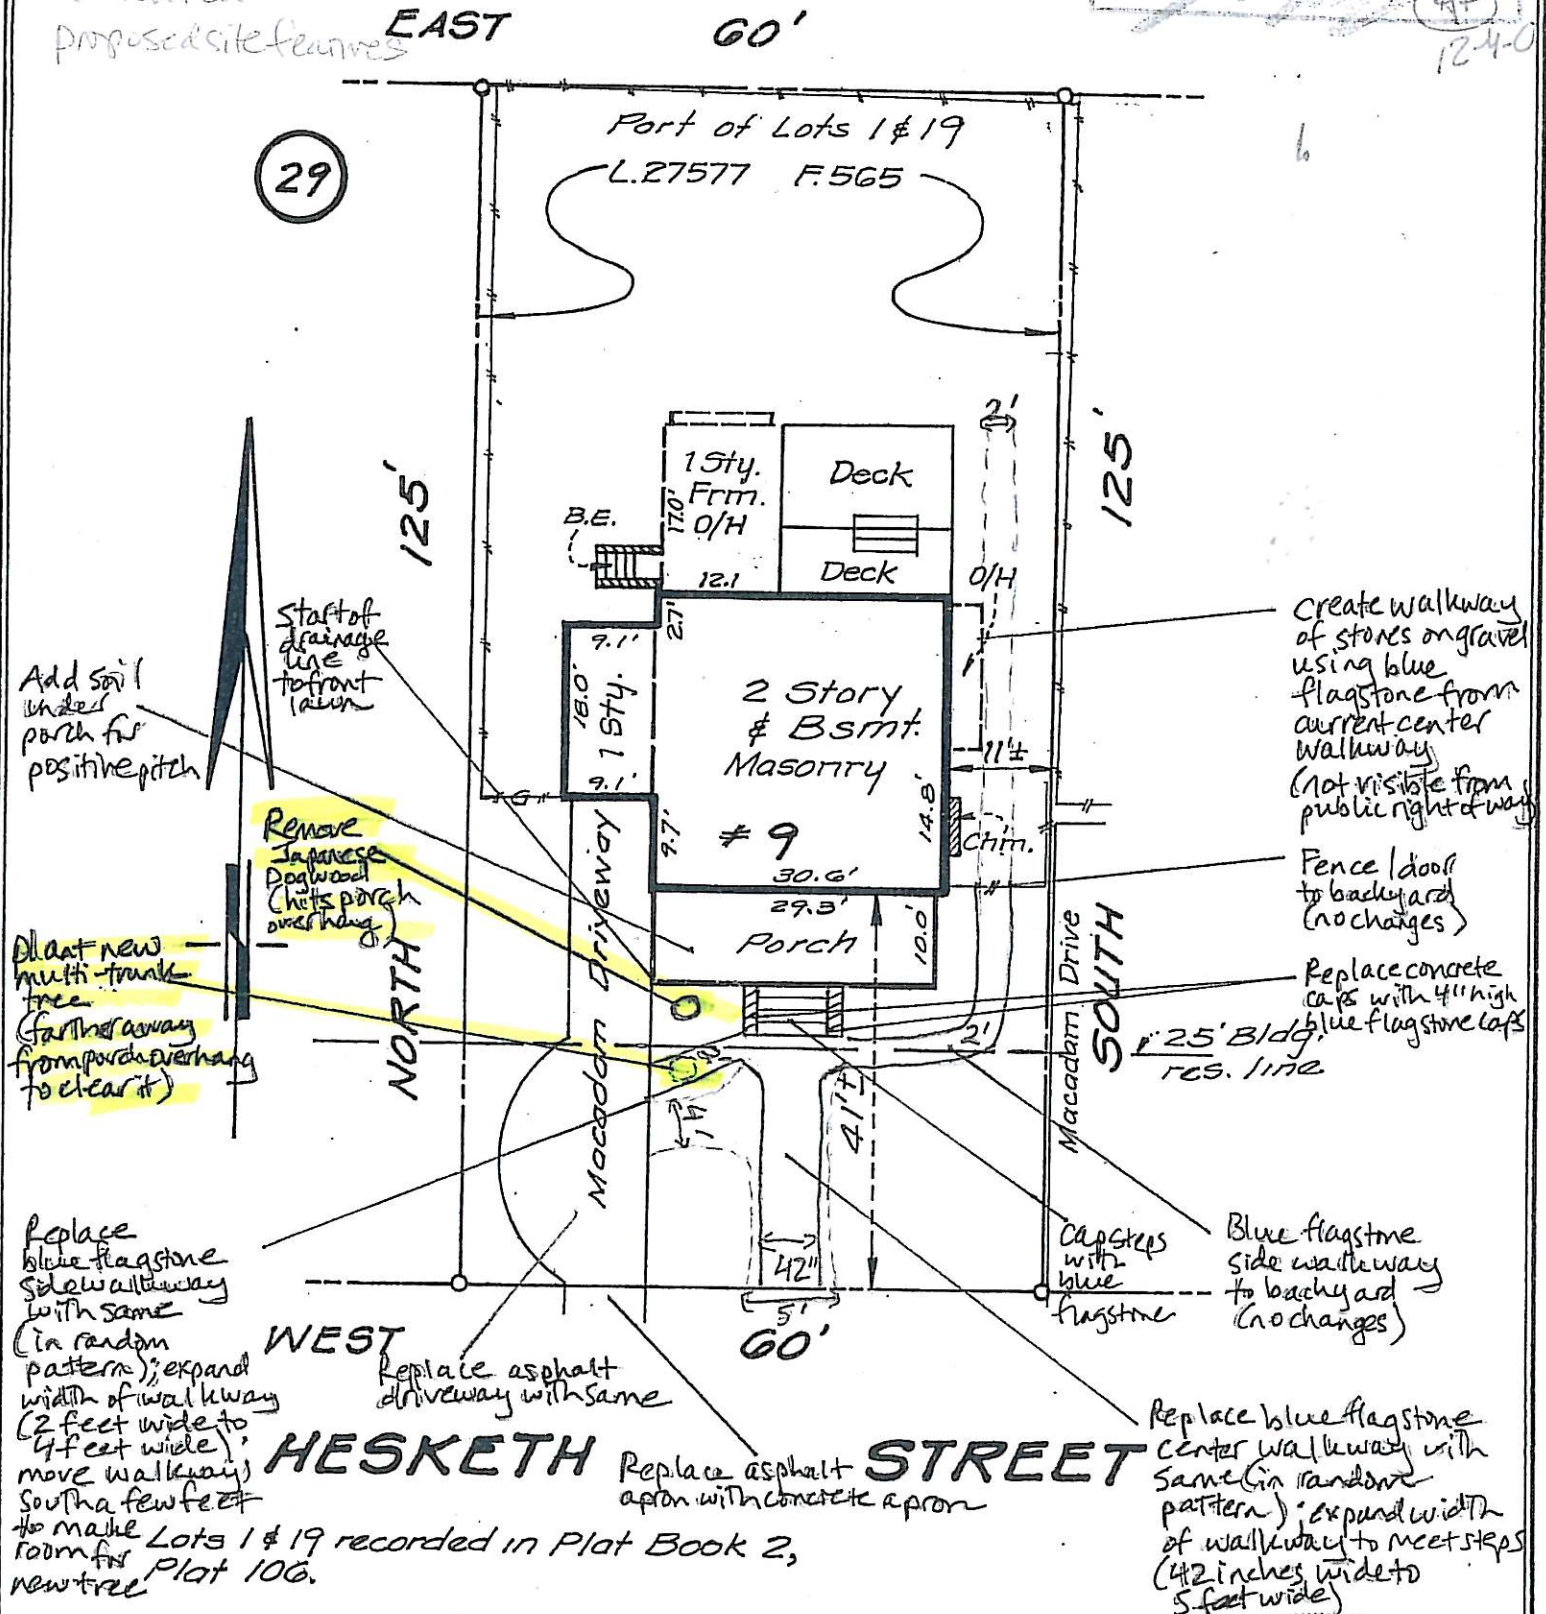 proposed site features
EAST
60'
12-4-0
29
Part of Lots 1 & 19
L.27577 F.565
125'
125'
2'
1 Sty.
Frm.
O/H
17.0'
12.1
Deck
Deck
B.E.
O/H
Start of
drainage
line
to front
lawn
Add soil
under
porch for
positive pitch
9.1'
2.7'
18.0'
1 Sty.
9.1'
2 Story
& Bsmt.
Masonry
11'±
14.8'
9.7'
# 9
30.6'
Chm.
G
create walkway
of stones on gravel
using blue
flagstone from
current center
walkway
(not visible from
public right of way)
Remove
Japanese
Dogwood
(hits porch
overhang)
29.3'
Porch
10.0'
Fence/door
to backyard
(no changes)
Plant new
multi-trunk
tree
(farther away
from porch overhang
to clear it)
NORTH
Macadam Driveway
Macadam Drive
SOUTH
Replace concrete
caps with 4" high
blue flagstone caps
25' Bldg.
res. line
2'
2'
4'
41'±
42"
5'
Replace
blue flagstone
side walkway
with same
(in random
pattern); expand
width of walkway
(2 feet wide to
4 feet wide);
move walkway
south a few feet
to make
room for
new tree
cap steps
with
blue
flagstone
Blue flagstone
side walkway
to backyard
(no changes)
WEST
60'
Replace asphalt
driveway with same
HESKETH STREET
Replace asphalt
apron with concrete apron
Replace blue flagstone
center walkway with
same (in random
pattern); expand width
of walkway to meet steps
(42 inches wide to
5 feet wide)
Lots 1 & 19 recorded in Plat Book 2,
Plat 106.